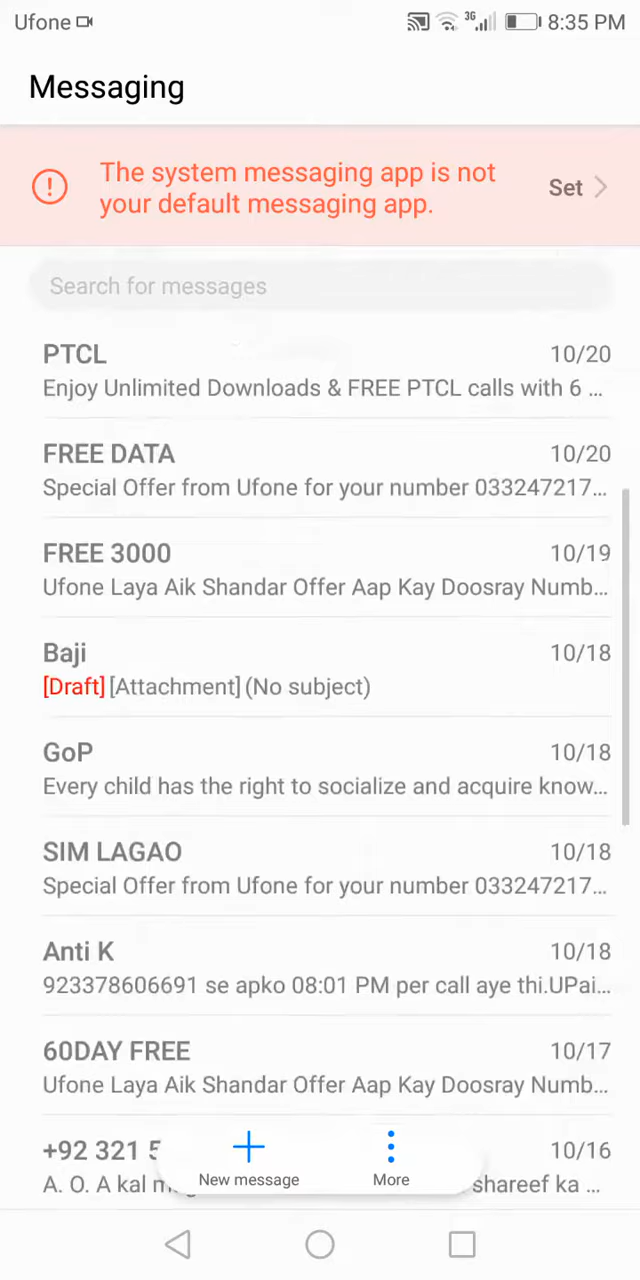 Ufone 3G 8:35 PM
Messaging
The system messaging app is not
your default messaging app.
Set
Search for messages
PTCL 10/20
Enjoy Unlimited Downloads & FREE PTCL calls with 6 ...
FREE DATA 10/20
Special Offer from Ufone for your number 033247217...
FREE 3000 10/19
Ufone Laya Aik Shandar Offer Aap Kay Doosray Numb...
Baji 10/18
[Draft] [Attachment] (No subject)
GoP 10/18
Every child has the right to socialize and acquire know...
SIM LAGAO 10/18
Special Offer from Ufone for your number 033247217...
Anti K 10/18
923378606691 se apko 08:01 PM per call aye thi.UPai...
60DAY FREE 10/17
Ufone Laya Aik Shandar Offer Aap Kay Doosray Numb...
+92 321 5 10/16
A. O. A kal shareef ka ...
New message
More